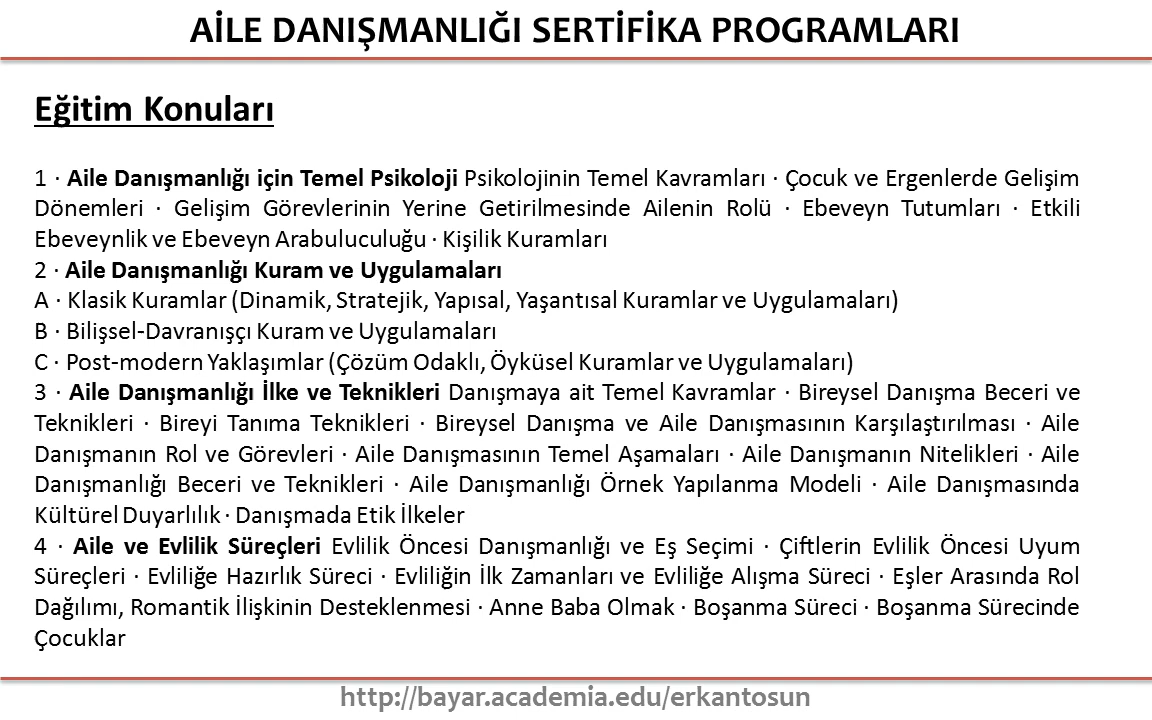 AİLE DANIŞMANLIĞI SERTİFİKA PROGRAMLARI
Eğitim Konuları
1 · Aile Danışmanlığı için Temel Psikoloji Psikolojinin Temel Kavramları · Çocuk ve Ergenlerde Gelişim
Dönemleri · Gelişim Görevlerinin Yerine Getirilmesinde Ailenin Rolü · Ebeveyn Tutumları · Etkili
Ebeveynlik ve Ebeveyn Arabuluculuğu · Kişilik Kuramları
2 · Aile Danışmanlığı Kuram ve Uygulamaları
A · Klasik Kuramlar (Dinamik, Stratejik, Yapısal, Yaşantısal Kuramlar ve Uygulamaları)
B · Bilişsel-Davranışçı Kuram ve Uygulamaları
C · Post-modern Yaklaşımlar (Çözüm Odaklı, Öyküsel Kuramlar ve Uygulamaları)
3 · Aile Danışmanlığı İlke ve Teknikleri Danışmaya ait Temel Kavramlar · Bireysel Danışma Beceri ve
Teknikleri · Bireyi Tanıma Teknikleri · Bireysel Danışma ve Aile Danışmasının Karşılaştırılması · Aile
Danışmanın Rol ve Görevleri · Aile Danışmasının Temel Aşamaları · Aile Danışmanın Nitelikleri · Aile
Danışmanlığı Beceri ve Teknikleri · Aile Danışmanlığı Örnek Yapılanma Modeli · Aile Danışmasında
Kültürel Duyarlılık · Danışmada Etik İlkeler
4 · Aile ve Evlilik Süreçleri Evlilik Öncesi Danışmanlığı ve Eş Seçimi · Çiftlerin Evlilik Öncesi Uyum
Süreçleri · Evliliğe Hazırlık Süreci · Evliliğin İlk Zamanları ve Evliliğe Alışma Süreci · Eşler Arasında Rol
Dağılımı, Romantik İlişkinin Desteklenmesi · Anne Baba Olmak · Boşanma Süreci · Boşanma Sürecinde
Çocuklar
http://bayar.academia.edu/erkantosun